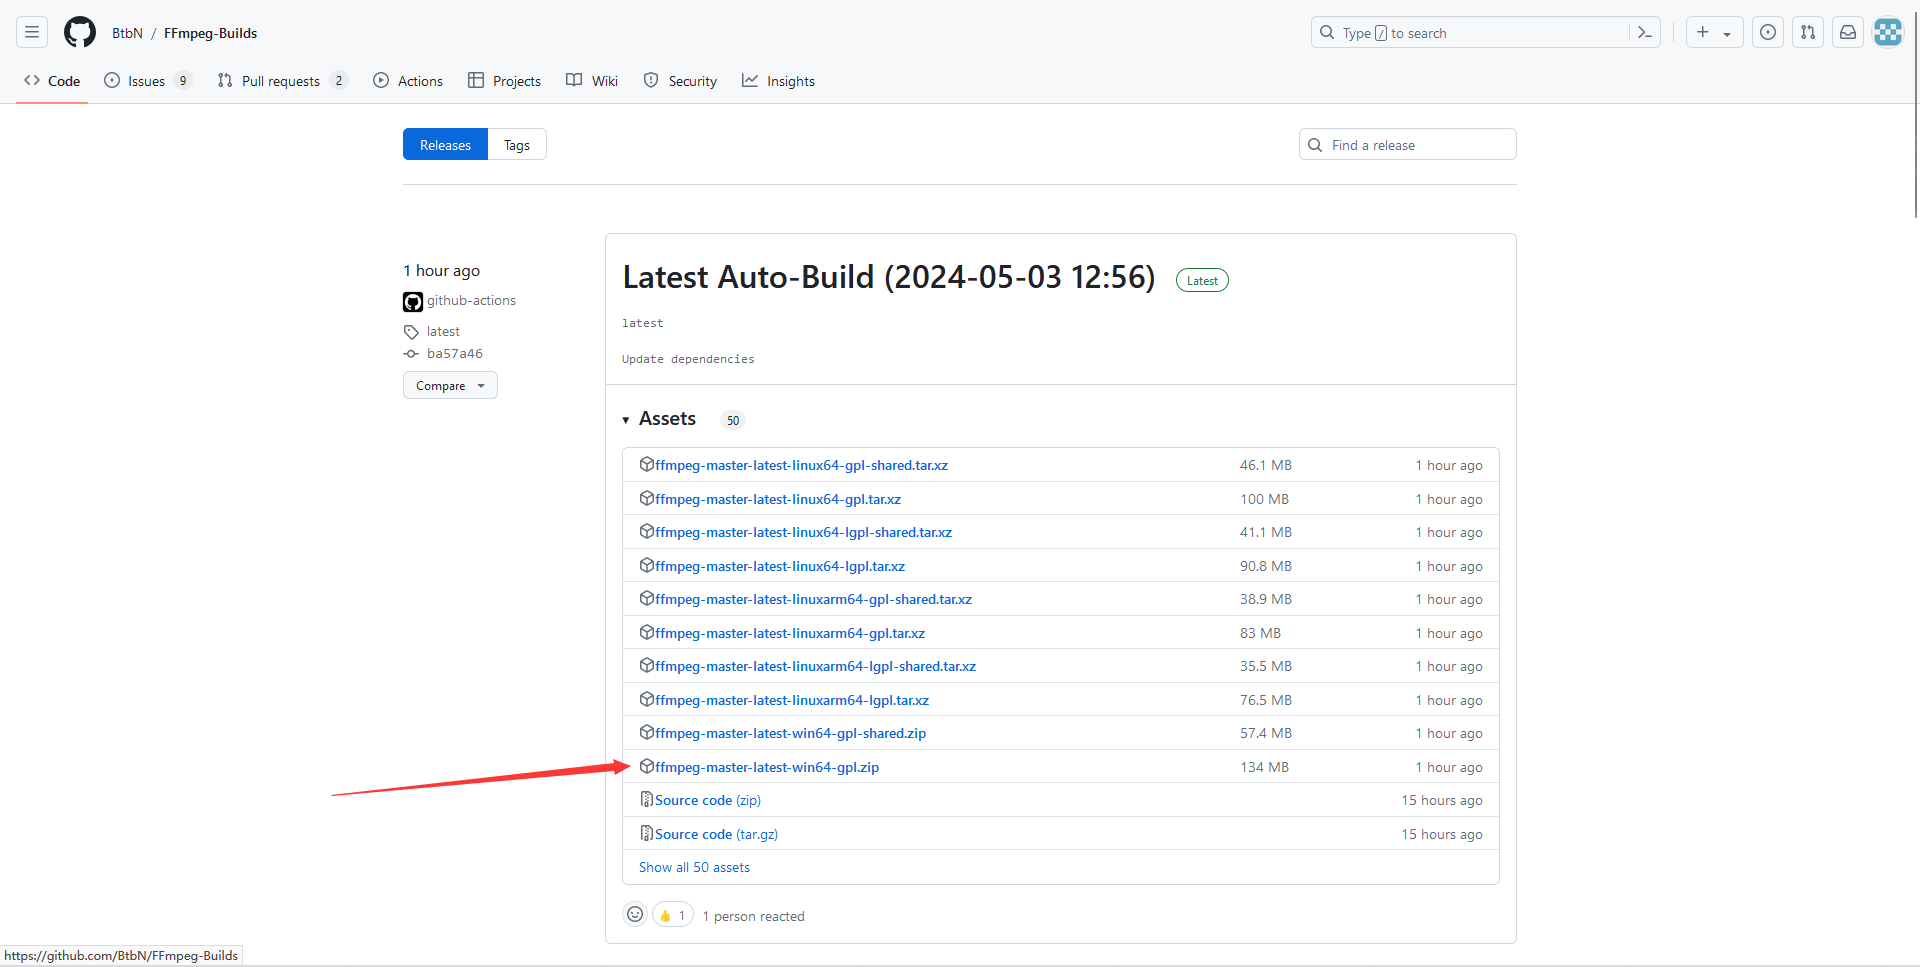 BtbN / FFmpeg-Builds
Type / to search
Code
Issues 9
Pull requests 2
Actions
Projects
Wiki
Security
Insights
Releases
Tags
Find a release
1 hour ago
github-actions
latest
ba57a46
Compare
Latest Auto-Build (2024-05-03 12:56) Latest
latest
Update dependencies
Assets 50
ffmpeg-master-latest-linux64-gpl-shared.tar.xz 46.1 MB 1 hour ago
ffmpeg-master-latest-linux64-gpl.tar.xz 100 MB 1 hour ago
ffmpeg-master-latest-linux64-lgpl-shared.tar.xz 41.1 MB 1 hour ago
ffmpeg-master-latest-linux64-lgpl.tar.xz 90.8 MB 1 hour ago
ffmpeg-master-latest-linuxarm64-gpl-shared.tar.xz 38.9 MB 1 hour ago
ffmpeg-master-latest-linuxarm64-gpl.tar.xz 83 MB 1 hour ago
ffmpeg-master-latest-linuxarm64-lgpl-shared.tar.xz 35.5 MB 1 hour ago
ffmpeg-master-latest-linuxarm64-lgpl.tar.xz 76.5 MB 1 hour ago
ffmpeg-master-latest-win64-gpl-shared.zip 57.4 MB 1 hour ago
ffmpeg-master-latest-win64-gpl.zip 134 MB 1 hour ago
Source code (zip) 15 hours ago
Source code (tar.gz) 15 hours ago
Show all 50 assets
👍 1 1 person reacted
https://github.com/BtbN/FFmpeg-Builds